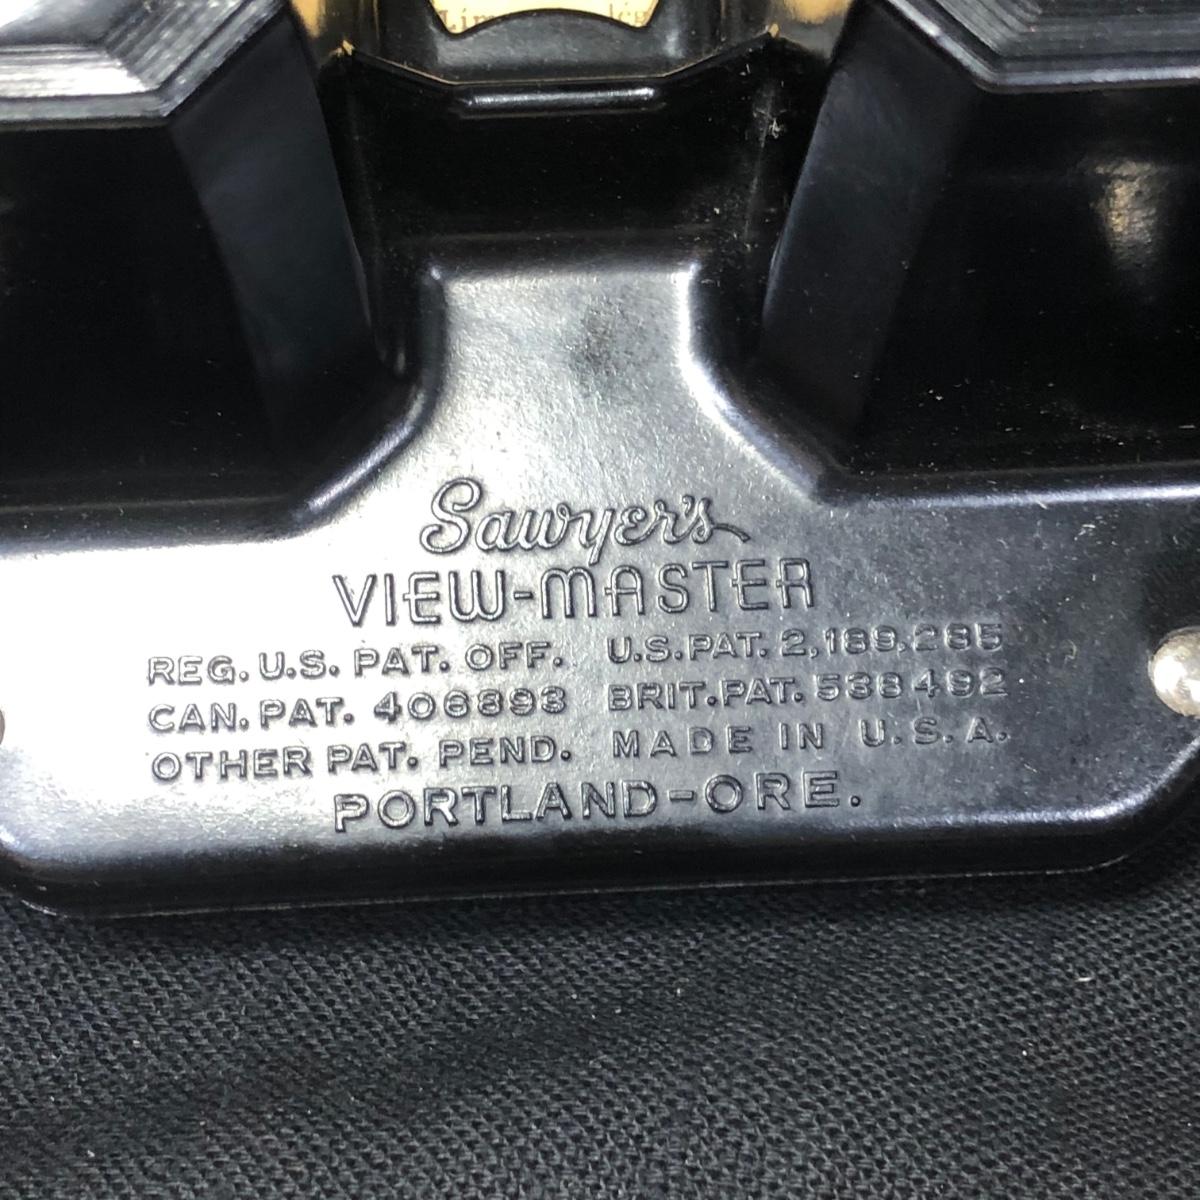 Sawyer's
VIEW-MASTER
REG. U.S. PAT. OFF. U.S. PAT. 2,189,285
CAN. PAT. 406893 BRIT. PAT. 538492
OTHER PAT. PEND. MADE IN U.S.A.
PORTLAND-ORE.